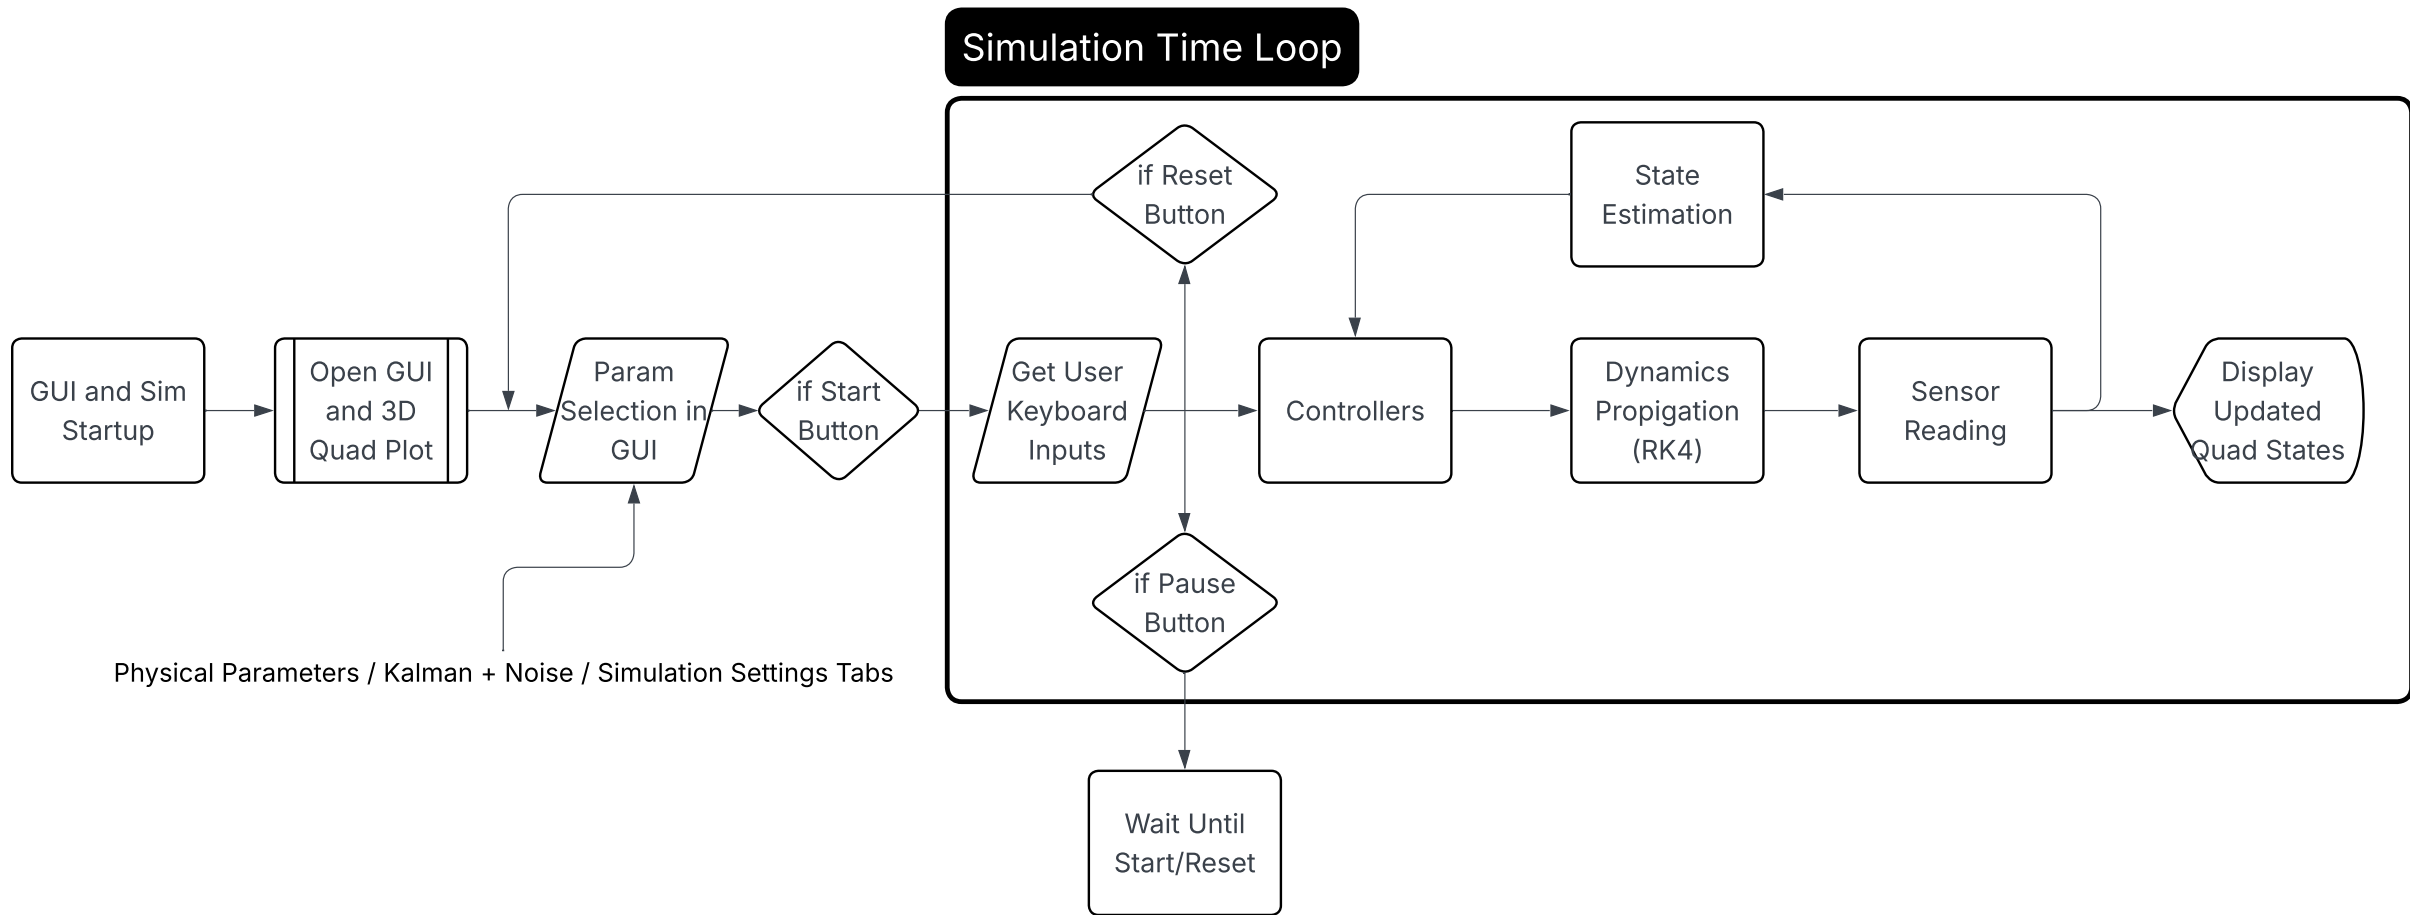 Simulation Time Loop
if Reset
Button
State
Estimation
GUI and Sim
Startup
Open GUI
and 3D
Quad Plot
Param
Selection in
GUI
if Start
Button
Get User
Keyboard
Inputs
Controllers
Dynamics
Propigation
(RK4)
Sensor
Reading
Display
Updated
Quad States
if Pause
Button
Physical Parameters / Kalman + Noise / Simulation Settings Tabs
Wait Until
Start/Reset